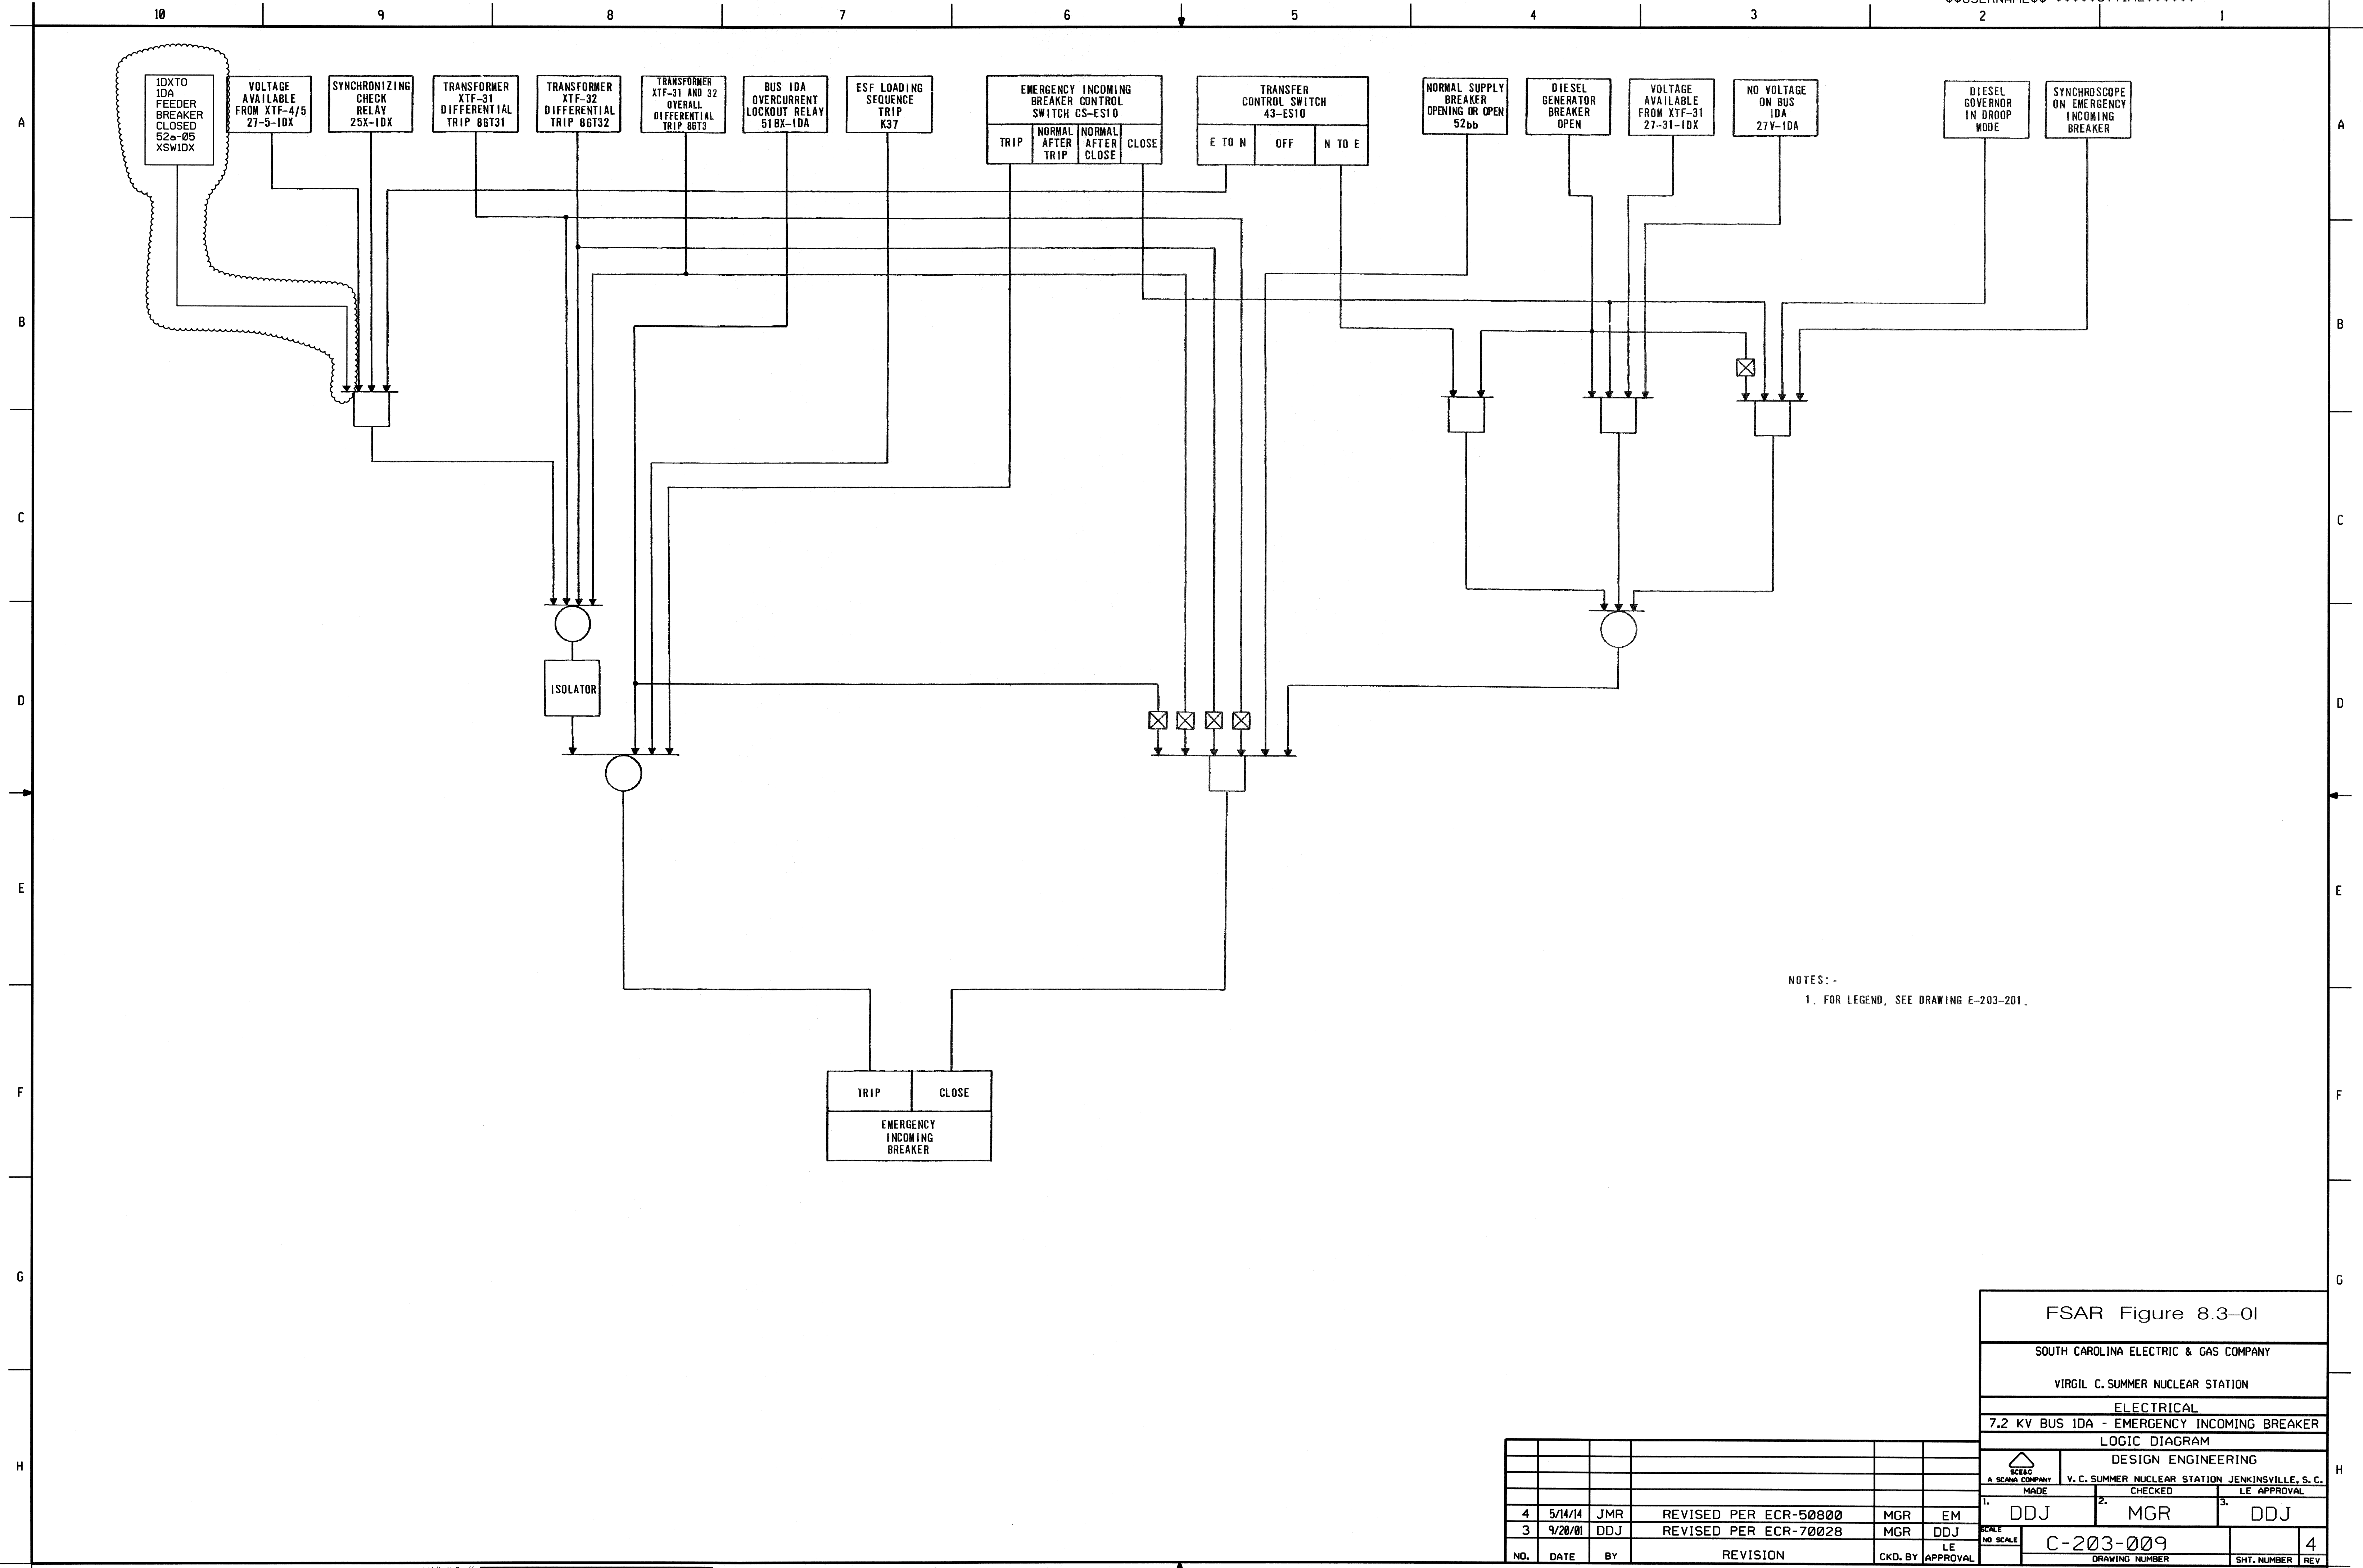 10 9 8 7 6 5 4 3 2 1
1DXTO
1DA
FEEDER
BREAKER
CLOSED
52a-05
XSW1DX
VOLTAGE
AVAILABLE
FROM XTF-4/5
27-5-1DX
SYNCHRONIZING
CHECK
RELAY
25X-1DX
TRANSFORMER
XTF-31
DIFFERENTIAL
TRIP 86T31
TRANSFORMER
XTF-32
DIFFERENTIAL
TRIP 86T32
TRANSFORMER
XTF-31 AND 32
OVERALL
DIFFERENTIAL
TRIP 86T3
BUS 1DA
OVERCURRENT
LOCKOUT RELAY
51BX-1DA
ESF LOADING
SEQUENCE
TRIP
K37
EMERGENCY INCOMING
BREAKER CONTROL
SWITCH CS-ES10
TRIP
NORMAL
AFTER
TRIP
NORMAL
AFTER
CLOSE
CLOSE
TRANSFER
CONTROL SWITCH
43-ES10
E TO N
OFF
N TO E
NORMAL SUPPLY
BREAKER
OPENING OR OPEN
52bb
DIESEL
GENERATOR
BREAKER
OPEN
VOLTAGE
AVAILABLE
FROM XTF-31
27-31-1DX
NO VOLTAGE
ON BUS
1DA
27V-1DA
DIESEL
GOVERNOR
IN DROOP
MODE
SYNCHROSCOPE
ON EMERGENCY
INCOMING
BREAKER
A A
B B
C C
ISOLATOR
D D
E E
NOTES:-
1. FOR LEGEND, SEE DRAWING E-203-201.
TRIP
CLOSE
EMERGENCY
INCOMING
BREAKER
F F
G G
H H
FSAR Figure 8.3-01
SOUTH CAROLINA ELECTRIC & GAS COMPANY
VIRGIL C. SUMMER NUCLEAR STATION
ELECTRICAL
7.2 KV BUS 1DA - EMERGENCY INCOMING BREAKER
LOGIC DIAGRAM
SCE&G
A SCANA COMPANY
DESIGN ENGINEERING
V. C. SUMMER NUCLEAR STATION JENKINSVILLE, S. C.
MADE CHECKED LE APPROVAL
1. DDJ 2. MGR 3. DDJ
SCALE
NO SCALE
C-203-009 4
DRAWING NUMBER SHT. NUMBER REV
4 5/14/14 JMR REVISED PER ECR-50800 MGR EM
3 9/20/01 DDJ REVISED PER ECR-70028 MGR DDJ
NO. DATE BY REVISION CKD. BY LE APPROVAL